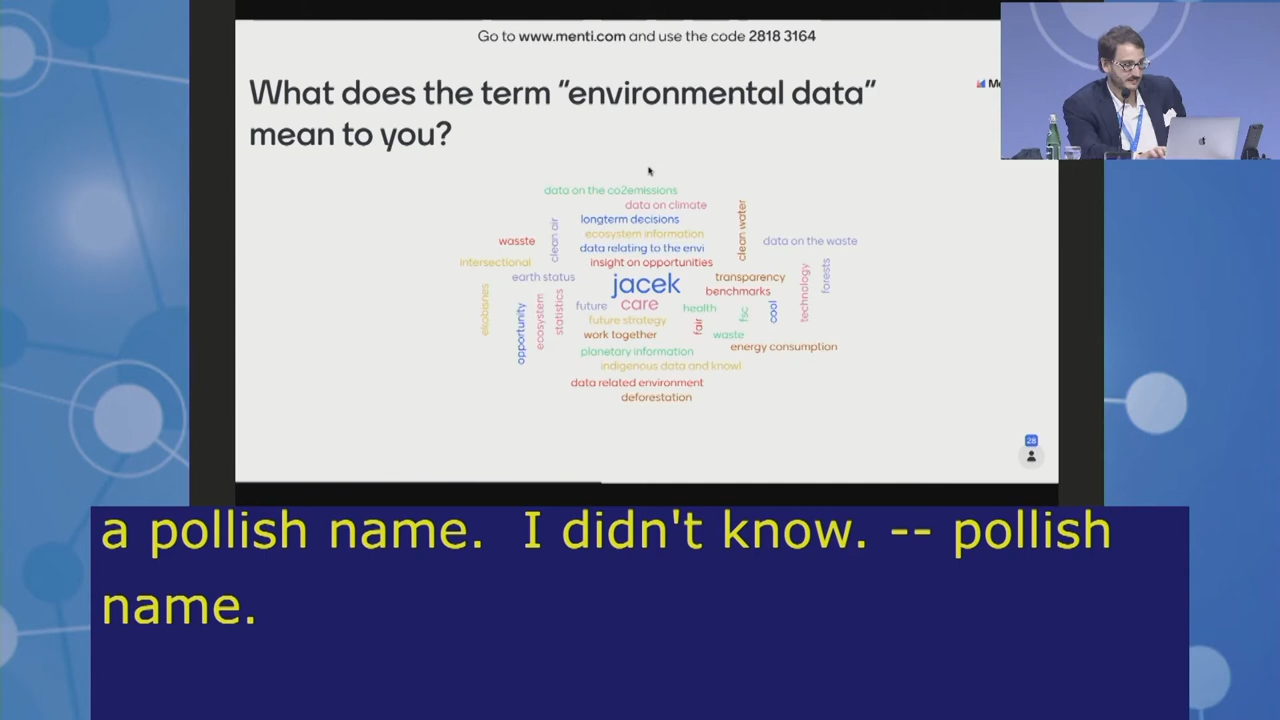 Go to www.menti.com and use the code 2818 3164
What does the term "environmental data"
mean to you?
data on the co2emissions
data on climate
longterm decisions
clean air
clean water
ecosystem information
wasste
data relating to the envi
data on the waste
intersectional
insight on opportunities
earth status
jacek
transparency
technology
forests
benchmarks
ekobisnes
opportunity
ecosystem
statistics
future
care
health
fsc
cool
future strategy
fair
work together
waste
planetary information
energy consumption
indigenous data and knowl
data related environment
deforestation
28
a pollish name.  I didn't know. -- pollish
name.